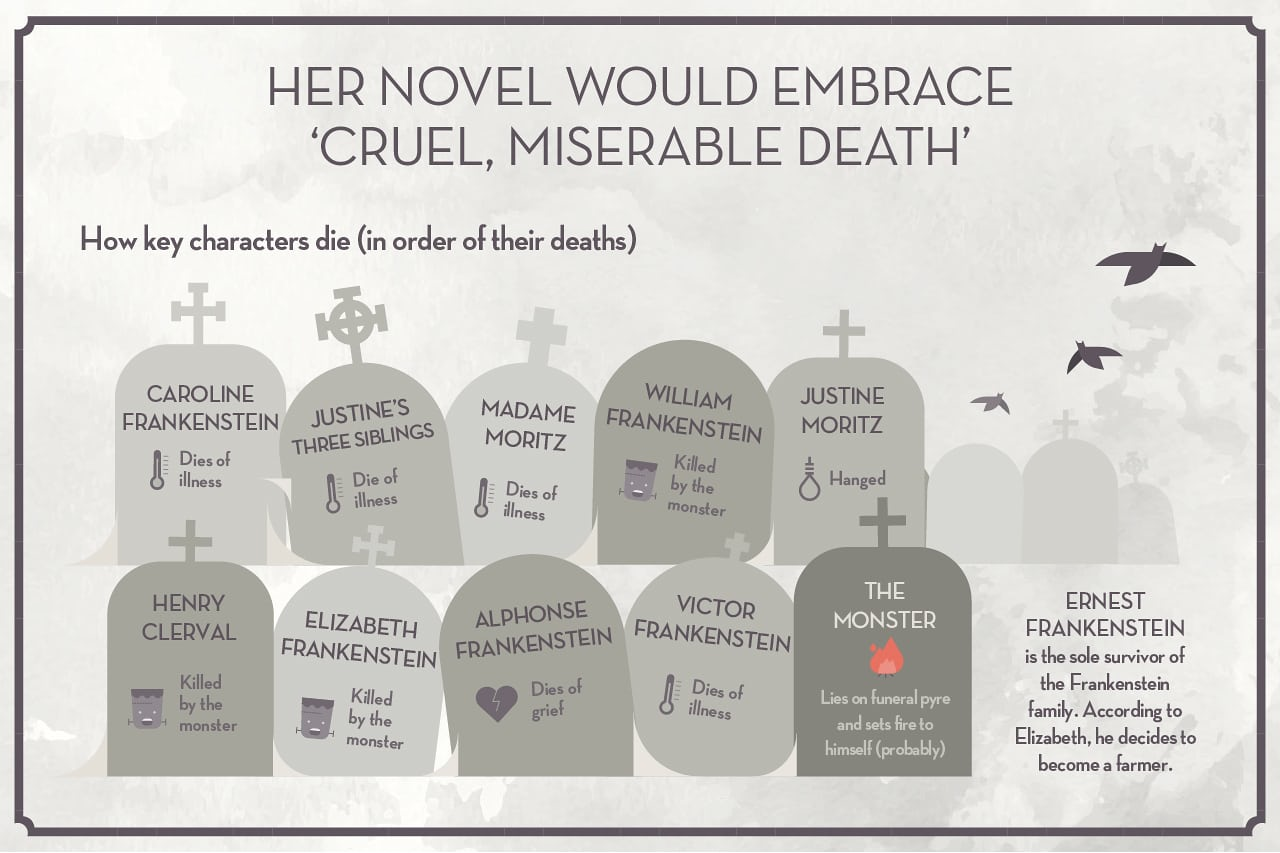 HER NOVEL WOULD EMBRACE
‘CRUEL, MISERABLE DEATH’
How key characters die (in order of their deaths)
CAROLINE
FRANKENSTEIN
Dies of
illness
JUSTINE’S
THREE SIBLINGS
Die of
illness
MADAME
MORITZ
Dies of
illness
WILLIAM
FRANKENSTEIN
Killed
by the
monster
JUSTINE
MORITZ
Hanged
HENRY
CLERVAL
Killed
by the
monster
ELIZABETH
FRANKENSTEIN
Killed
by the
monster
ALPHONSE
FRANKENSTEIN
Dies of
grief
VICTOR
FRANKENSTEIN
Dies of
illness
THE
MONSTER
Lies on funeral pyre
and sets fire to
himself (probably)
ERNEST
FRANKENSTEIN
is the sole survivor of
the Frankenstein
family. According to
Elizabeth, he decides to
become a farmer.